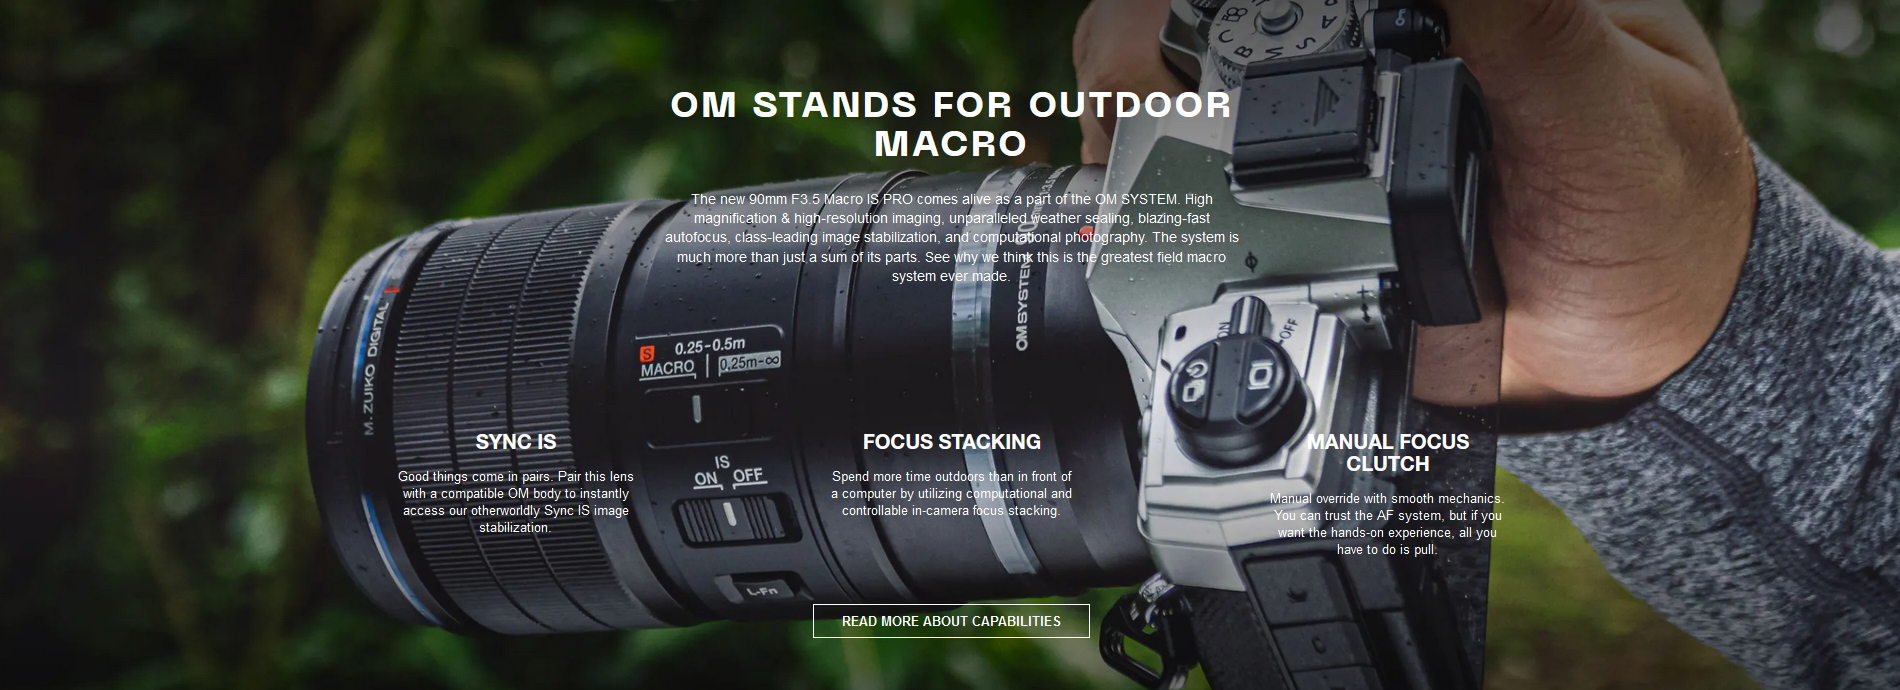 OM STANDS FOR OUTDOOR
MACRO
The new 90mm F3.5 Macro IS PRO comes alive as a part of the OM SYSTEM. High
magnification & high-resolution imaging, unparalleled weather sealing, blazing-fast
autofocus, class-leading image stabilization, and computational photography. The system is
much more than just a sum of its parts. See why we think this is the greatest field macro
system ever made.
M.ZUIKO DIGITAL
OM SYSTEM
S 0.25-0.5m
MACRO 0.25m-∞
IS
ON OFF
L-Fn
ON
OFF
B
C
M
S
A
SYNC IS
Good things come in pairs. Pair this lens
with a compatible OM body to instantly
access our otherworldly Sync IS image
stabilization.
FOCUS STACKING
Spend more time outdoors than in front of
a computer by utilizing computational and
controllable in-camera focus stacking.
MANUAL FOCUS
CLUTCH
Manual override with smooth mechanics.
You can trust the AF system, but if you
want the hands-on experience, all you
have to do is pull.
READ MORE ABOUT CAPABILITIES